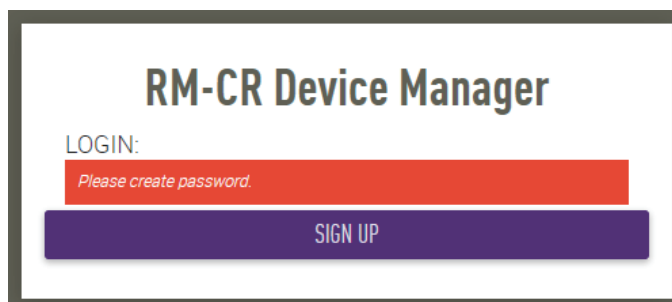 RM-CR Device Manager
LOGIN:
Please create password.
SIGN UP